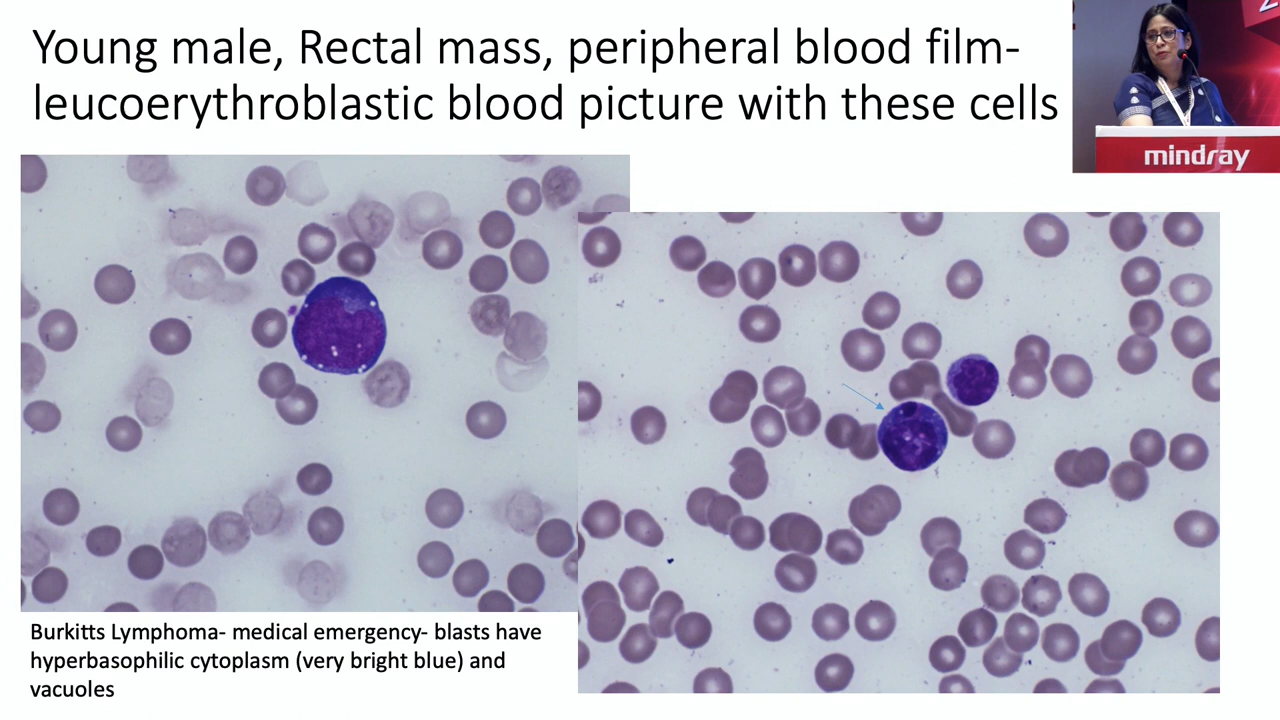 Young male, Rectal mass, peripheral blood film-
leucoerythroblastic blood picture with these cells
mindray
Burkitts Lymphoma- medical emergency- blasts have
hyperbasophilic cytoplasm (very bright blue) and
vacuoles